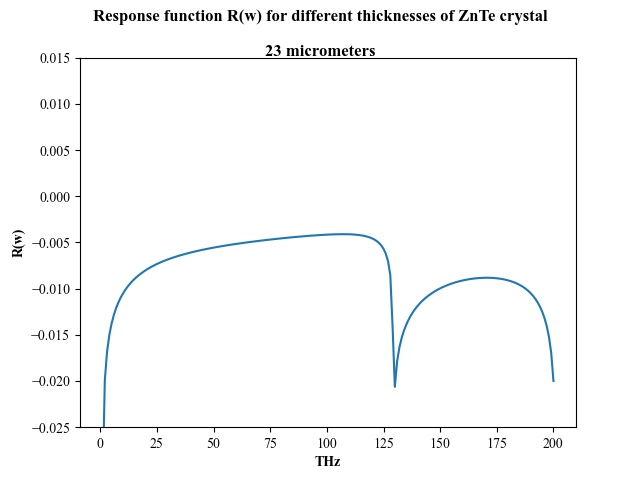 Response function R(w) for different thicknesses of ZnTe crystal
23 micrometers
0.015
0.010
0.005
0.000
−0.005
−0.010
−0.015
−0.020
−0.025
R(w)
0 25 50 75 100 125 150 175 200
THz